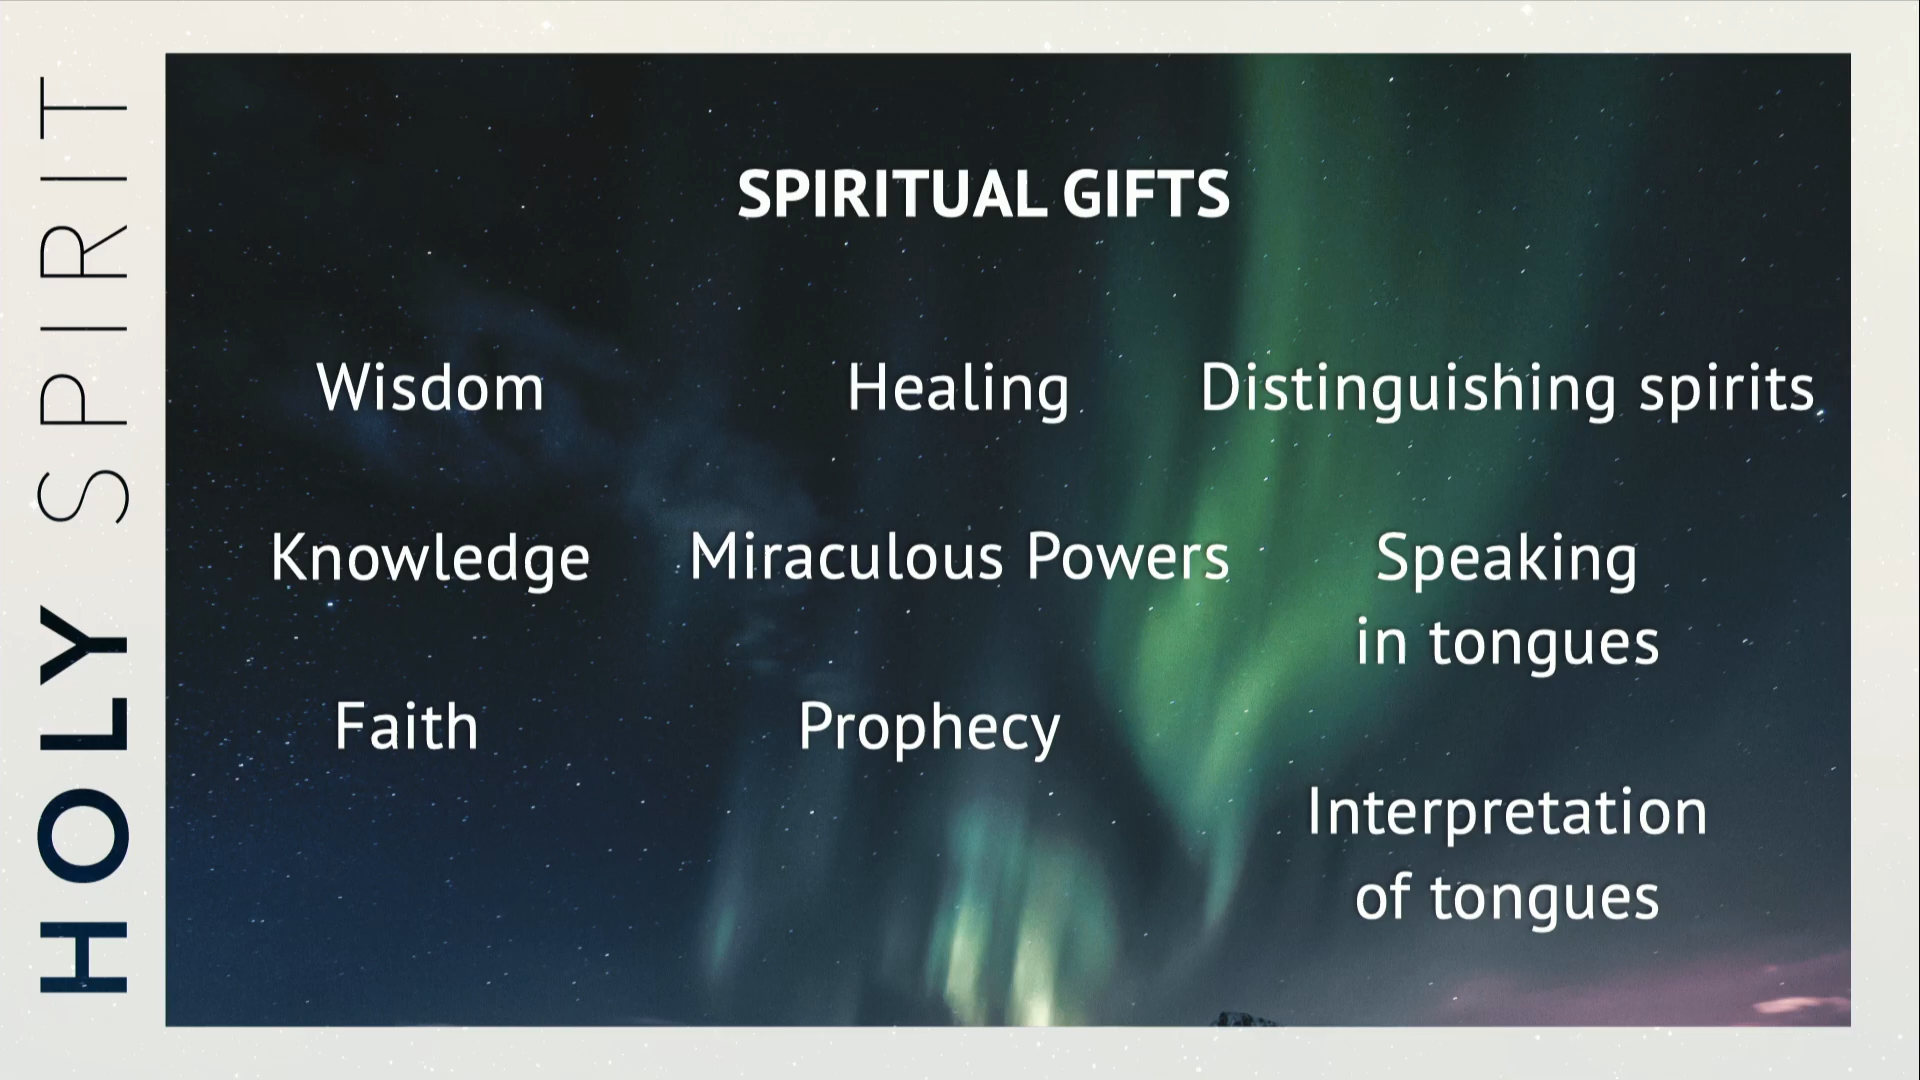 HOLY SPIRIT
SPIRITUAL GIFTS
Wisdom
Knowledge
Faith
Healing
Miraculous Powers
Prophecy
Distinguishing spirits
Speaking
in tongues
Interpretation
of tongues